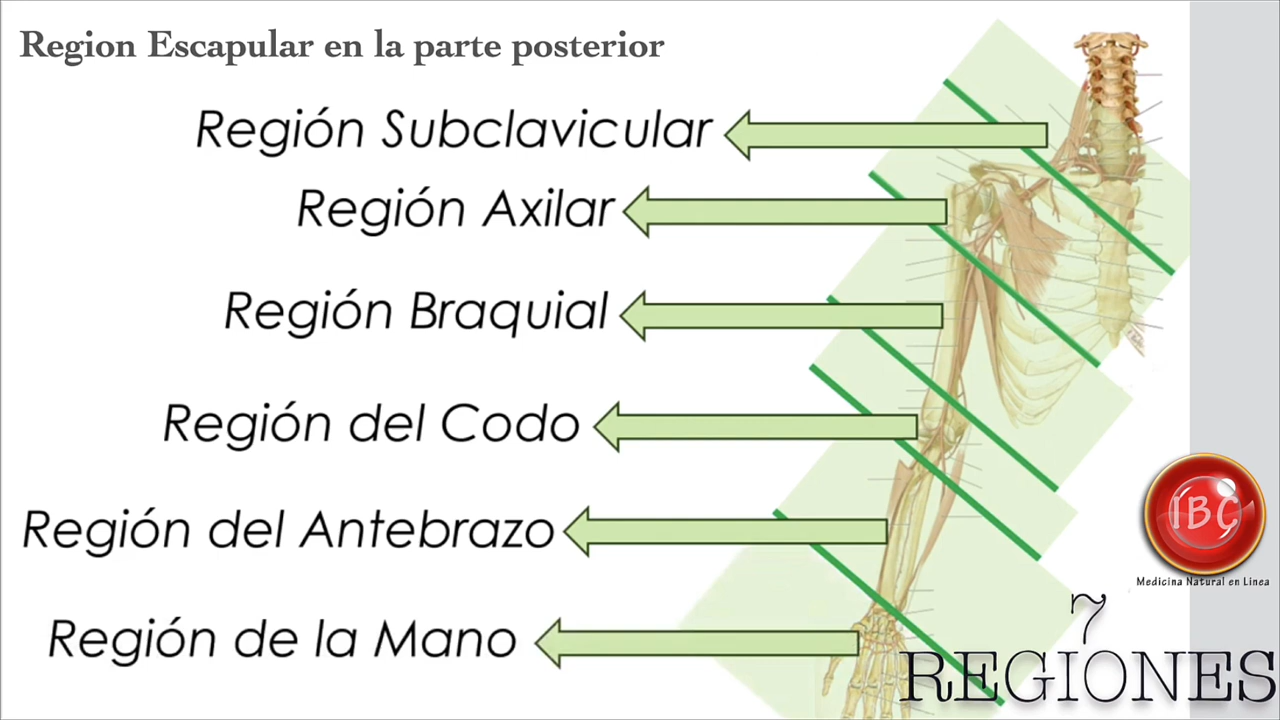 Region Escapular en la parte posterior
Región Subclavicular
Región Axilar
Región Braquial
Región del Codo
Región del Antebrazo
Región de la Mano
IBÇ
Medicina Natural en Linea
7
REGIONES